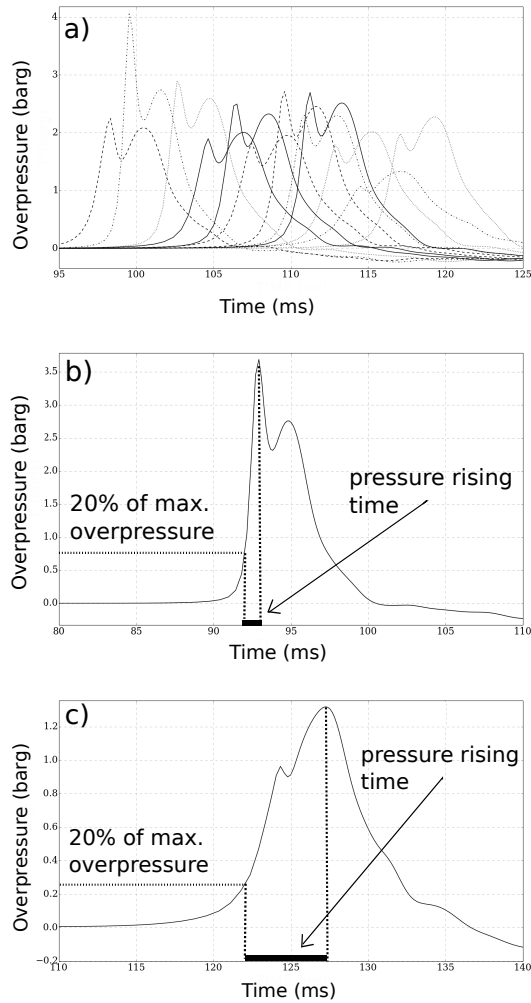 a)
Overpressure (barg)
4
3
2
1
0
95 100 105 110 115 120 125
Time (ms)
b)
Overpressure (barg)
3.5
3.0
2.5
2.0
1.5
1.0
0.5
0.0
pressure rising
time
20% of max.
overpressure
80 85 90 95 100 105 110
Time (ms)
c)
Overpressure (barg)
1.2
1.0
0.8
0.6
0.4
0.2
0.0
−0.2
pressure rising
time
20% of max.
overpressure
110 115 120 125 130 135 140
Time (ms)